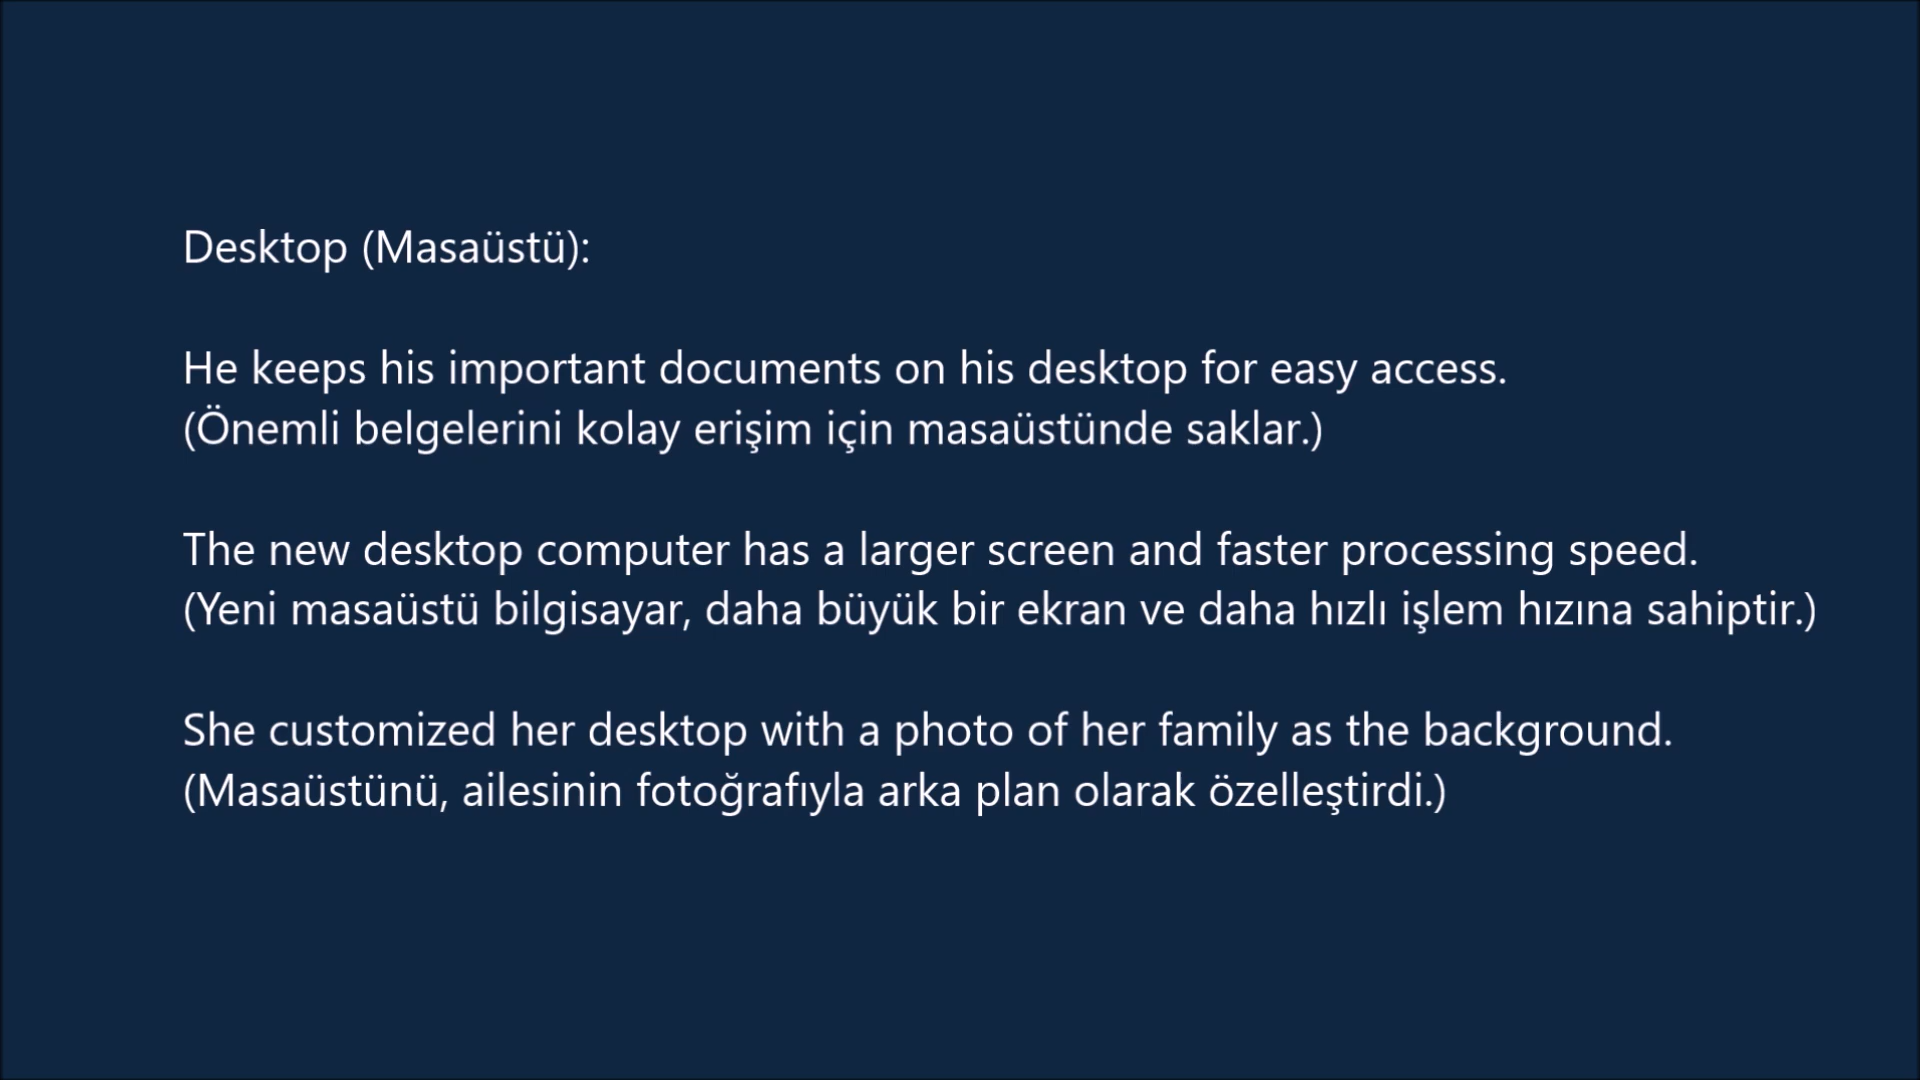 Desktop (Masaüstü):
He keeps his important documents on his desktop for easy access.
(Önemli belgelerini kolay erişim için masaüstünde saklar.)
The new desktop computer has a larger screen and faster processing speed.
(Yeni masaüstü bilgisayar, daha büyük bir ekran ve daha hızlı işlem hızına sahiptir.)
She customized her desktop with a photo of her family as the background.
(Masaüstünü, ailesinin fotoğrafıyla arka plan olarak özelleştirdi.)